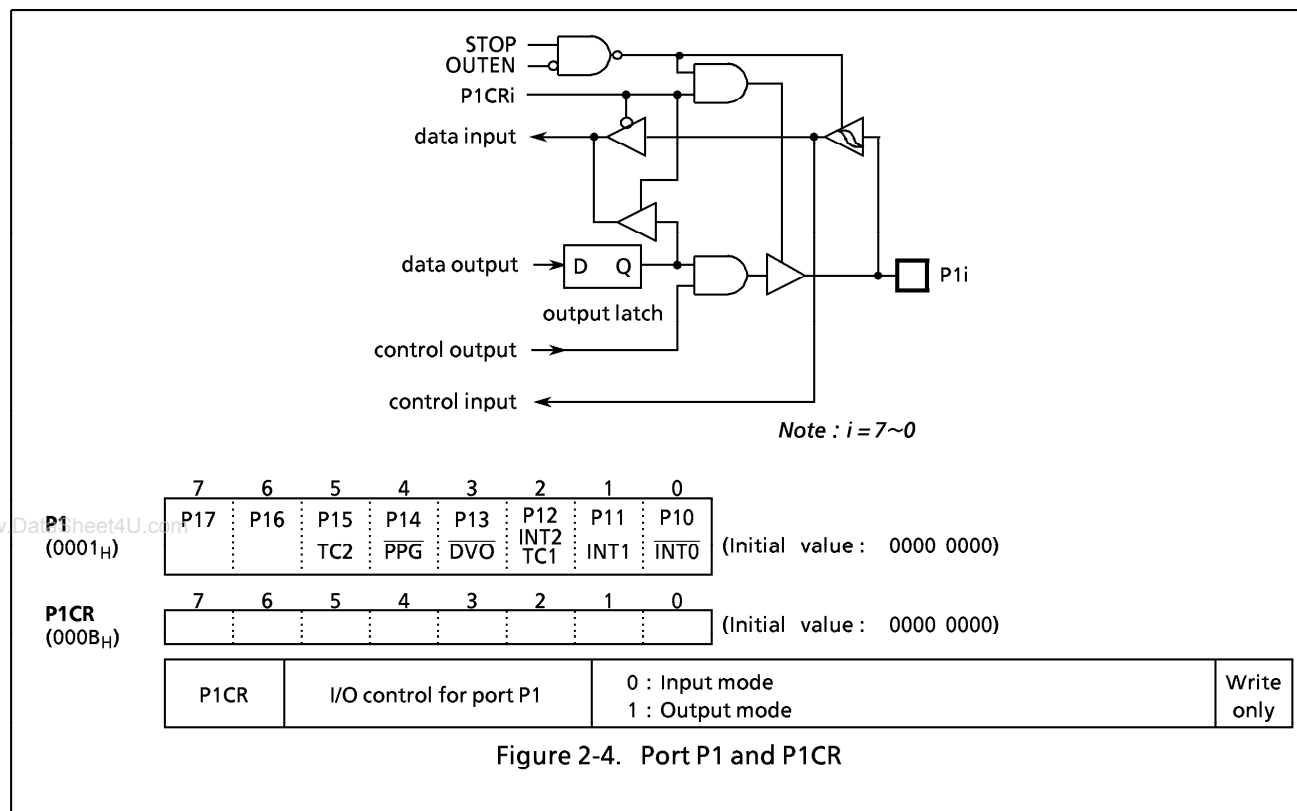 STOP
OUTEN
P1CRi
data input
data output
D Q
P1i
output latch
control output
control input
Note : i = 7~0
7 6 5 4 3 2 1 0
P1
(0001H)
P17 P16 P15 P14 P13 P12 P11 P10
TC2 PPG DVO INT2 TC1 INT1 INT0
(Initial value : 0000 0000)
7 6 5 4 3 2 1 0
P1CR
(000BH)
(Initial value : 0000 0000)
P1CR I/O control for port P1 0 : Input mode Write
1 : Output mode only
Figure 2-4. Port P1 and P1CR